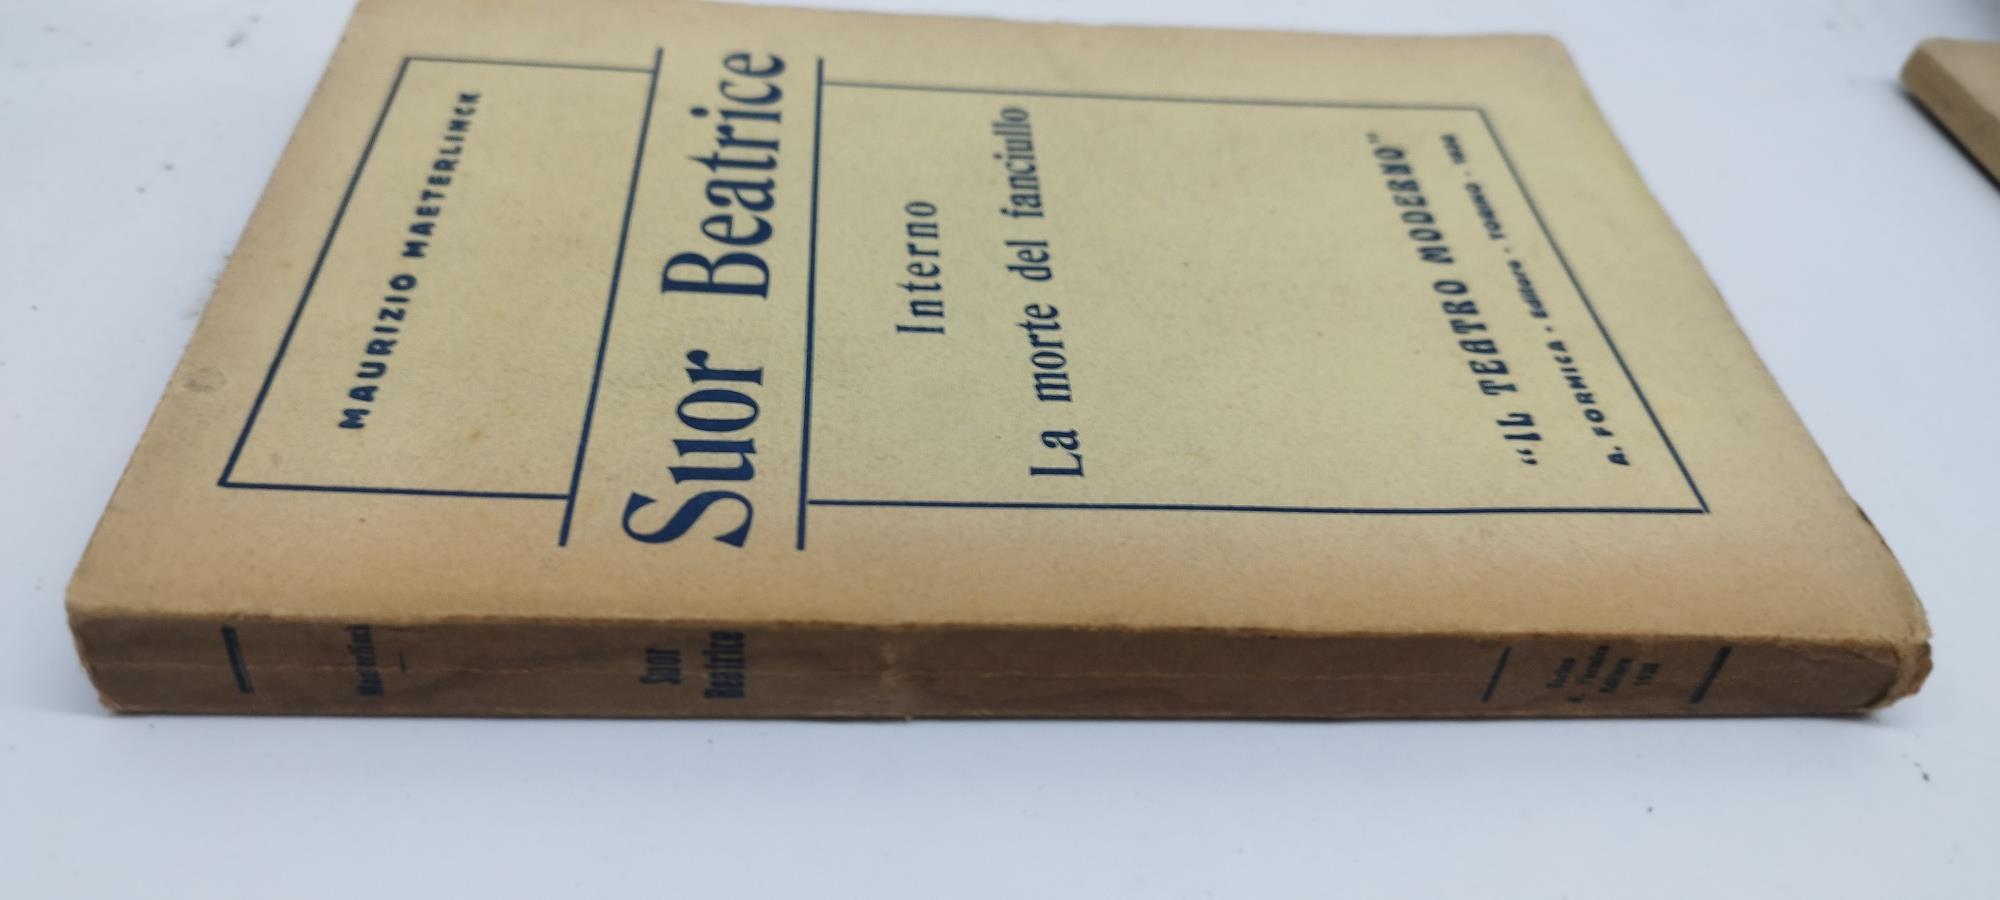 MAURIZIO MAETERLINCK
Suor Beatrice
Interno
La morte del fanciullo
"IL TEATRO MODERNO"
A. FORMICA - Editore - TORINO -
Maeterlinck
Suor
Beatrice